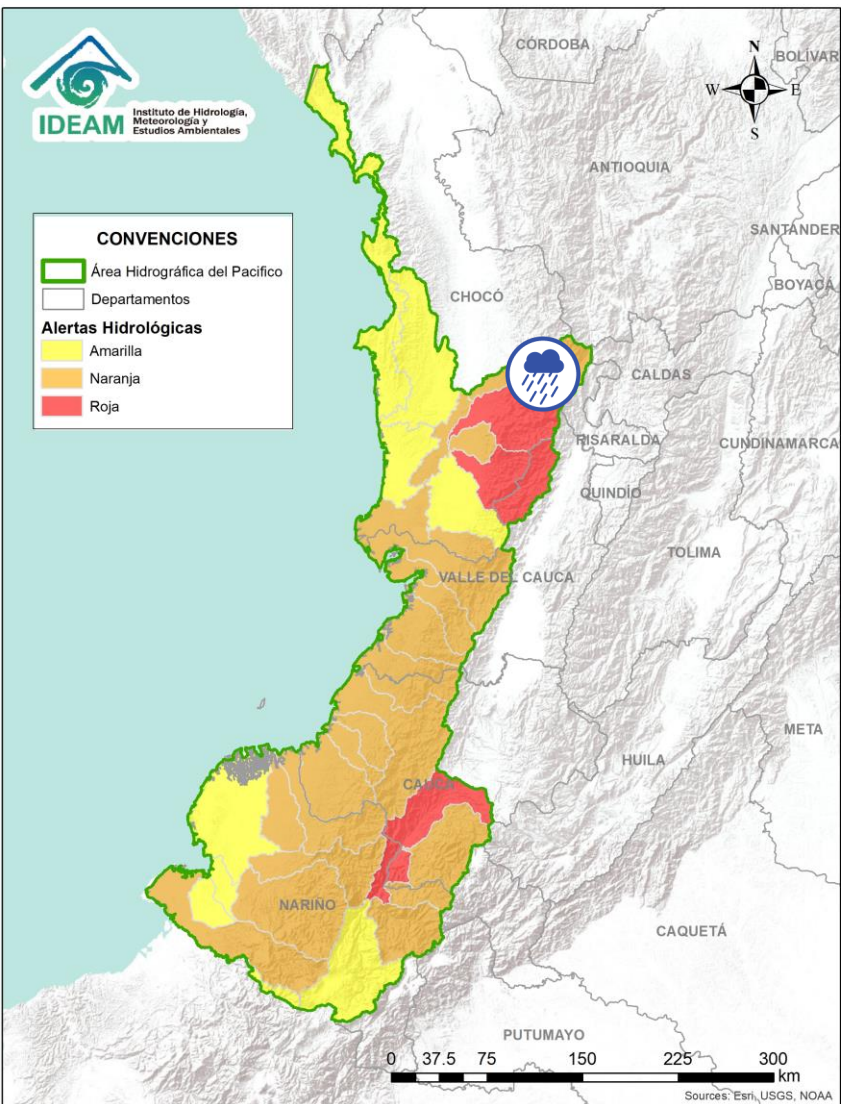 IDEAM
Instituto de Hidrología,
Meteorología y
Estudios Ambientales
CÓRDOBA
BOLÍVAR
N
W
E
S
ANTIOQUIA
SANTANDER
BOYACÁ
CONVENCIONES
Área Hidrográfica del Pacifico
Departamentos
Alertas Hidrológicas
Amarilla
Naranja
Roja
CHOCÓ
CALDAS
RISARALDA
CUNDINAMARCA
QUINDÍO
TOLIMA
VALLE DEL CAUCA
META
HUILA
CAUCA
NARIÑO
CAQUETÁ
PUTUMAYO
0 37.5 75 150 225 300
km
Sources: Esri, USGS, NOAA